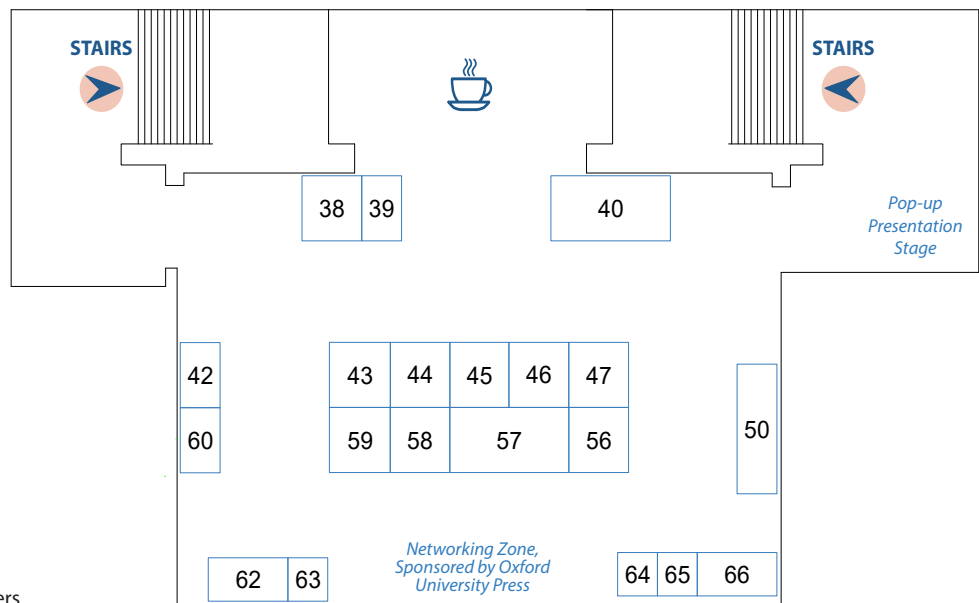 STAIRS
STAIRS
38 39 40
Pop-up
Presentation
Stage
42 43 44 45 46 47
50
60 59 58 57 56
Networking Zone,
Sponsored by Oxford
University Press
62 63 64 65 66
ers